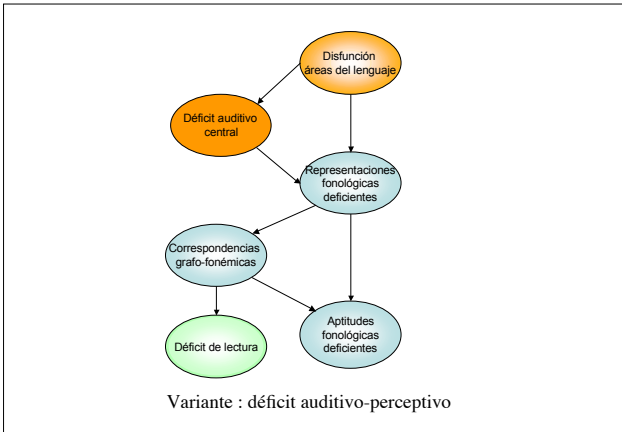 Disfunción
áreas del lenguaje
Déficit auditivo
central
Representaciones
fonológicas
deficientes
Correspondencias
grafo-fonémicas
Déficit de lectura
Aptitudes
fonológicas
deficientes
Variante : déficit auditivo-perceptivo